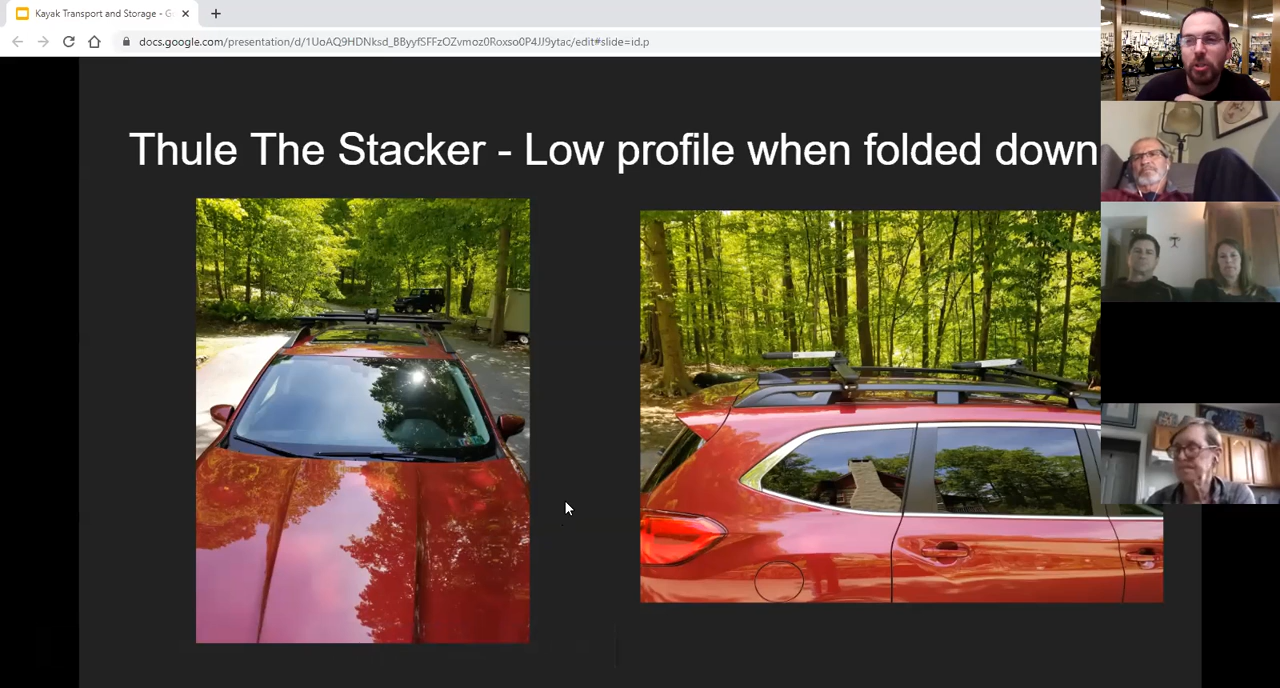 Kayak Transport and Storage - G
docs.google.com/presentation/d/1UoAQ9HDNksd_BByyfSFFzOZvmoz0Roxso0P4JJ9ytac/edit#slide=id.p
Thule The Stacker - Low profile when folded down